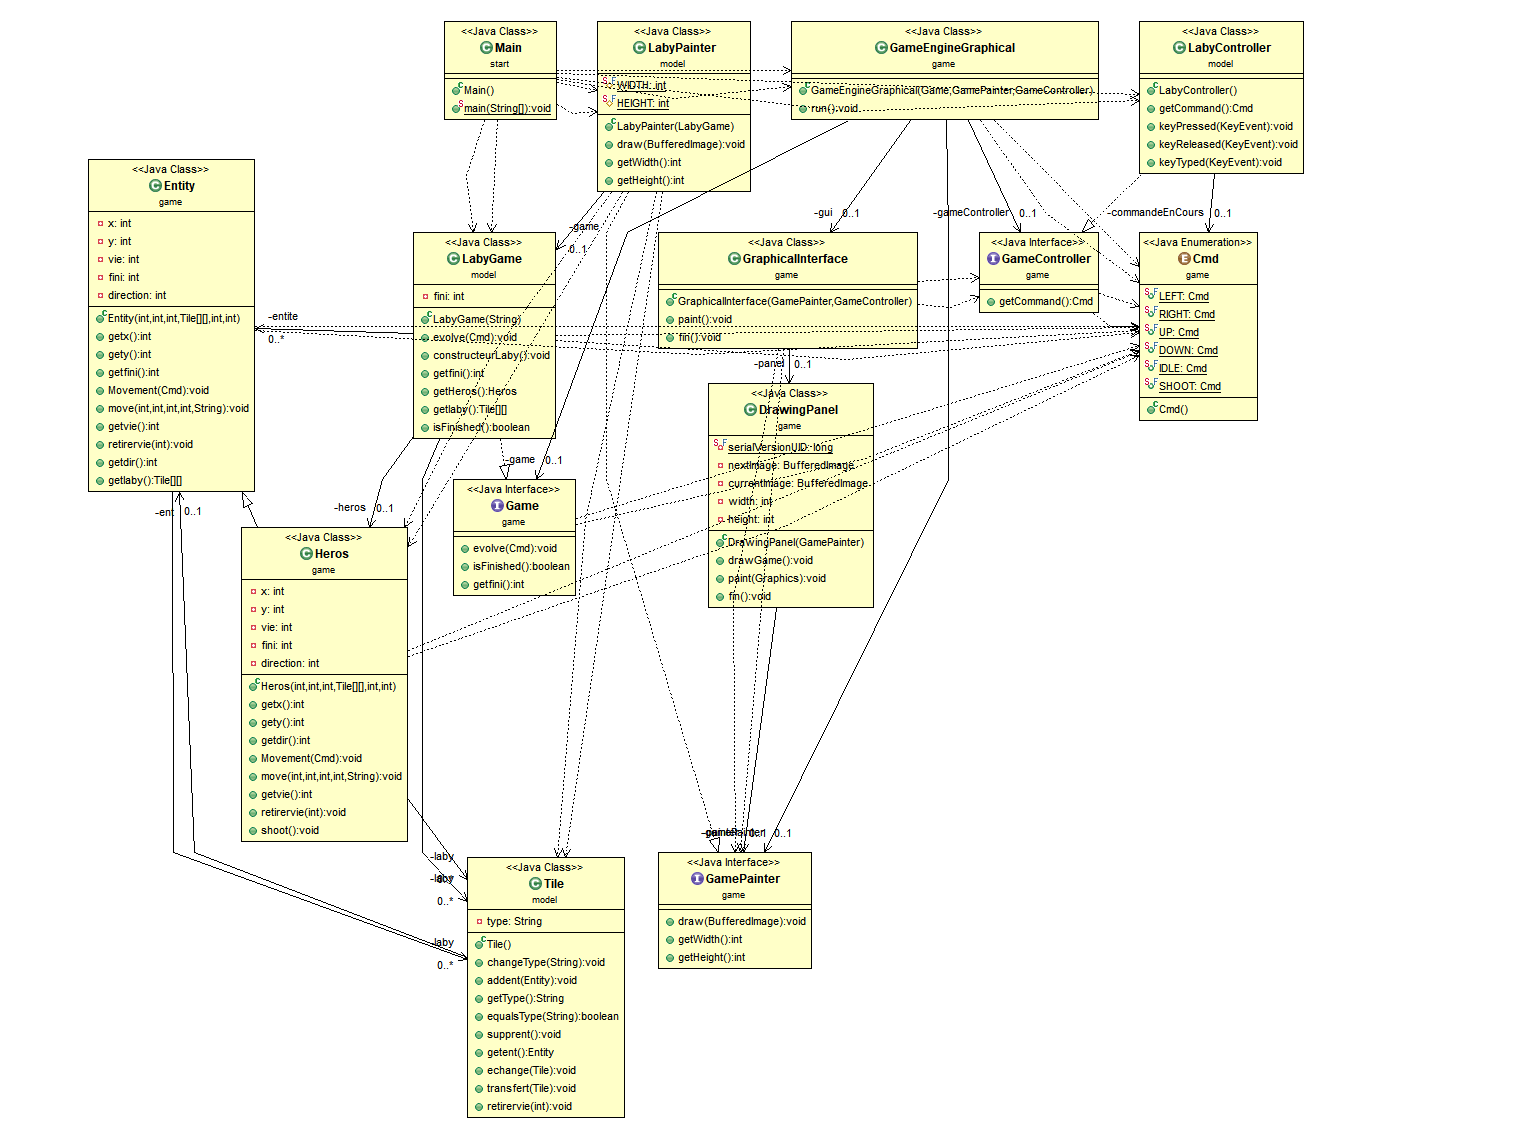 <<Java Class>>
Main
start
Main()
main(String[]):void
<<Java Class>>
LabyPainter
model
WIDTH: int
HEIGHT: int
LabyPainter(LabyGame)
draw(BufferedImage):void
getWidth():int
getHeight():int
<<Java Class>>
GameEngineGraphical
game
GameEngineGraphical(Game,GamePainter,GameController)
run():void
<<Java Class>>
LabyController
model
LabyController()
getCommand():Cmd
keyPressed(KeyEvent):void
keyReleased(KeyEvent):void
keyTyped(KeyEvent):void
<<Java Class>>
Entity
game
x: int
y: int
vie: int
fini: int
direction: int
Entity(int,int,int,Tile[][],int,int)
getx():int
gety():int
getfini():int
Movement(Cmd):void
move(int,int,int,int,String):void
getvie():int
retirervie(int):void
getdir():int
getlaby():Tile[][]
-entite
0..*
-game
0..1
-gui
0..1
-gameController
0..1
-commandeEnCours
0..1
<<Java Class>>
LabyGame
model
fini: int
LabyGame(String)
evolve(Cmd):void
constructeurLaby():void
getfini():int
getHeros():Heros
getlaby():Tile[][]
isFinished():boolean
<<Java Class>>
GraphicalInterface
game
GraphicalInterface(GamePainter,GameController)
paint():void
fin():void
<<Java Interface>>
GameController
game
getCommand():Cmd
<<Java Enumeration>>
Cmd
game
LEFT: Cmd
RIGHT: Cmd
UP: Cmd
DOWN: Cmd
IDLE: Cmd
SHOOT: Cmd
Cmd()
-panel
0..1
<<Java Class>>
DrawingPanel
game
serialVersionUID: long
nextImage: BufferedImage
currentImage: BufferedImage
width: int
height: int
DrawingPanel(GamePainter)
drawGame():void
paint(Graphics):void
fin():void
-game
0..1
<<Java Interface>>
Game
game
evolve(Cmd):void
isFinished():boolean
getfini():int
-ent
0..1
-heros
0..1
<<Java Class>>
Heros
game
x: int
y: int
vie: int
fini: int
direction: int
Heros(int,int,int,Tile[][],int,int)
getx():int
gety():int
getdir():int
Movement(Cmd):void
move(int,int,int,int,String):void
getvie():int
retirervie(int):void
shoot():void
-laby
-laby
0..*
0..*
-laby
0..*
<<Java Class>>
Tile
model
type: String
Tile()
changeType(String):void
addent(Entity):void
getType():String
equalsType(String):boolean
supprent():void
getent():Entity
echange(Tile):void
transfert(Tile):void
retirervie(int):void
0..1
0..1
<<Java Interface>>
GamePainter
game
draw(BufferedImage):void
getWidth():int
getHeight():int